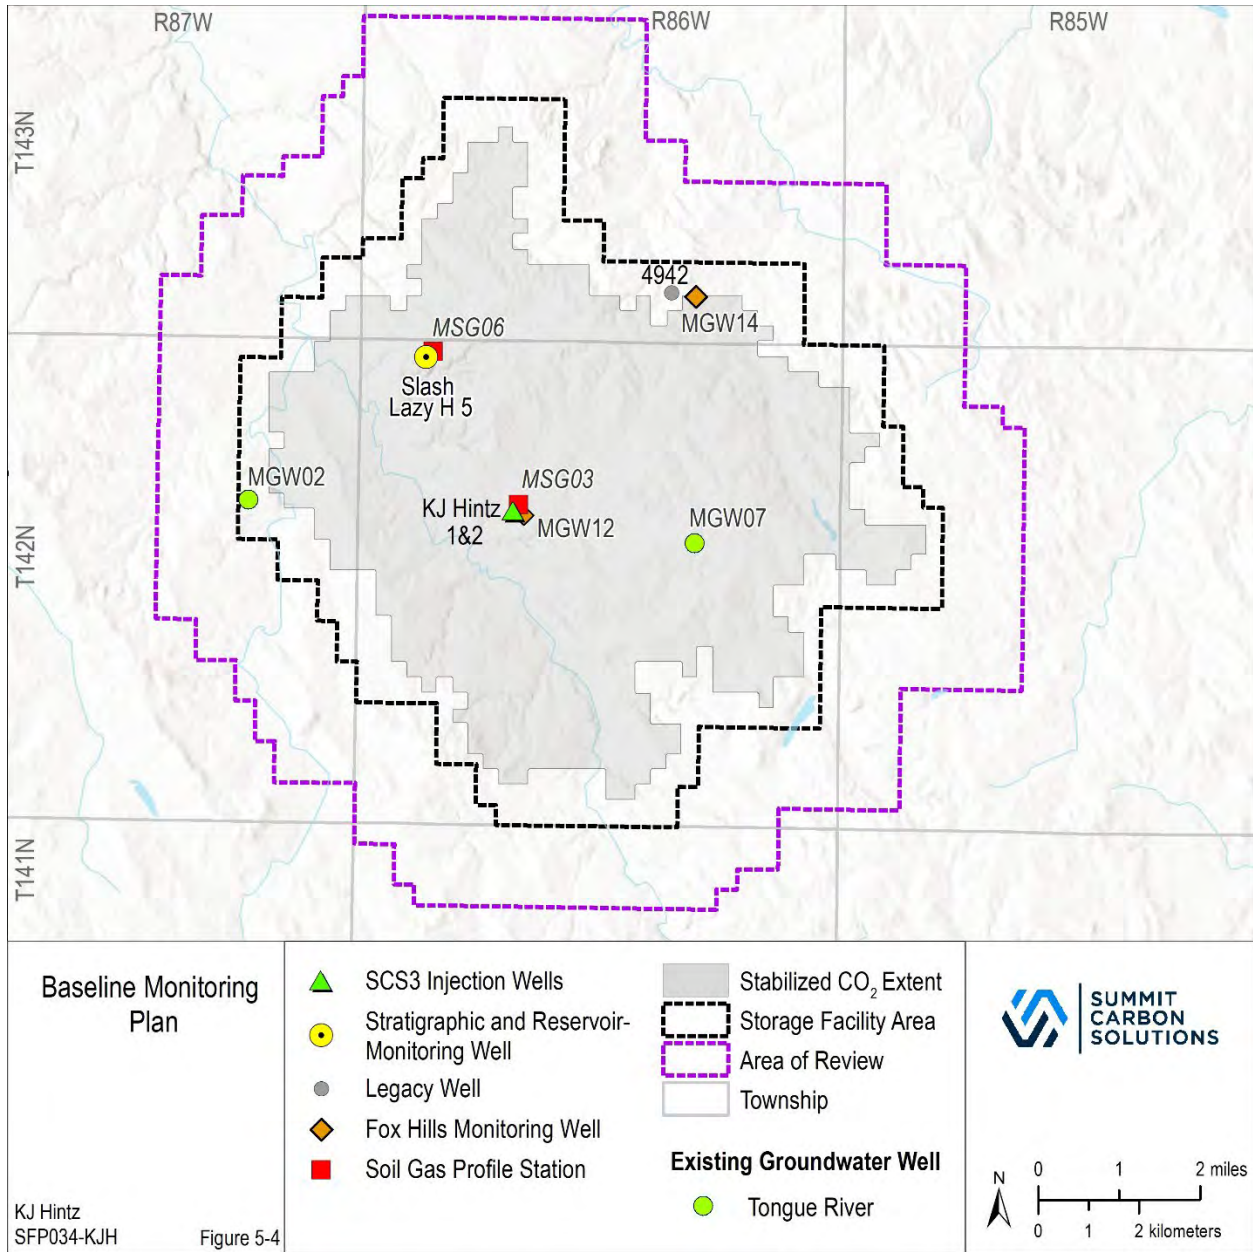 R87W
R86W
R85W
T143N
4942
MGW14
MSG06
Slash
Lazy H 5
MGW02
MSG03
KJ Hintz
1&2
MGW12
MGW07
T142N
T141N
Baseline Monitoring
Plan
KJ Hintz
SFP034-KJH
Figure 5-4
SCS3 Injection Wells
Stratigraphic and Reservoir-
Monitoring Well
Legacy Well
Fox Hills Monitoring Well
Soil Gas Profile Station
Stabilized CO₂ Extent
Storage Facility Area
Area of Review
Township
Existing Groundwater Well
Tongue River
SUMMIT
CARBON
SOLUTIONS
N
0 1 2 miles
0 1 2 kilometers